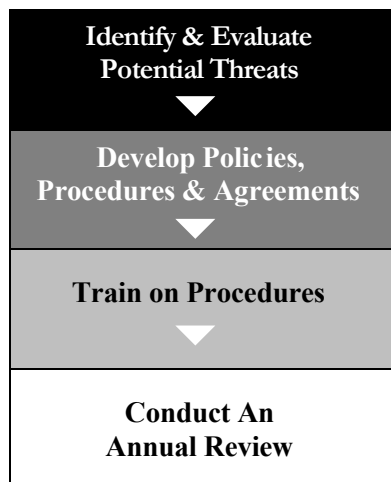 Identify & Evaluate
Potential Threats
Develop Policies,
Procedures & Agreements
Train on Procedures
Conduct An
Annual Review